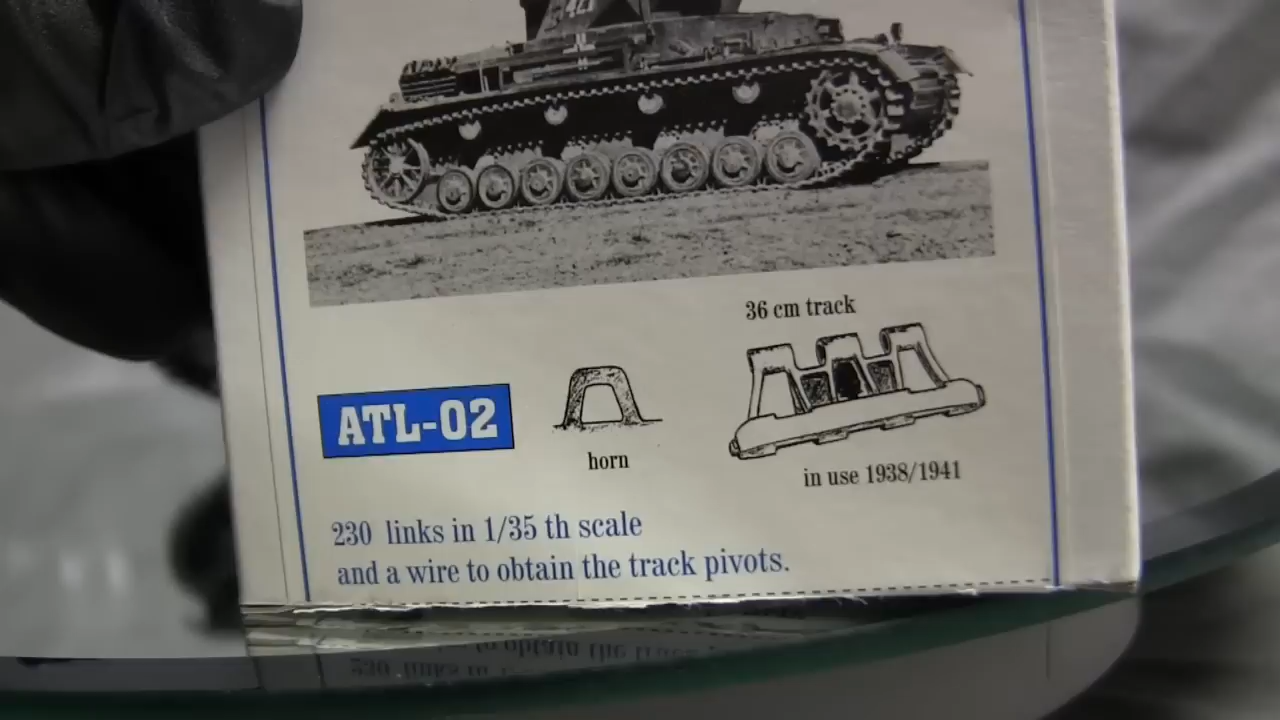 36 cm track
ATL-02
horn
in use 1938/1941
230 links in 1/35 th scale
and a wire to obtain the track pivots.